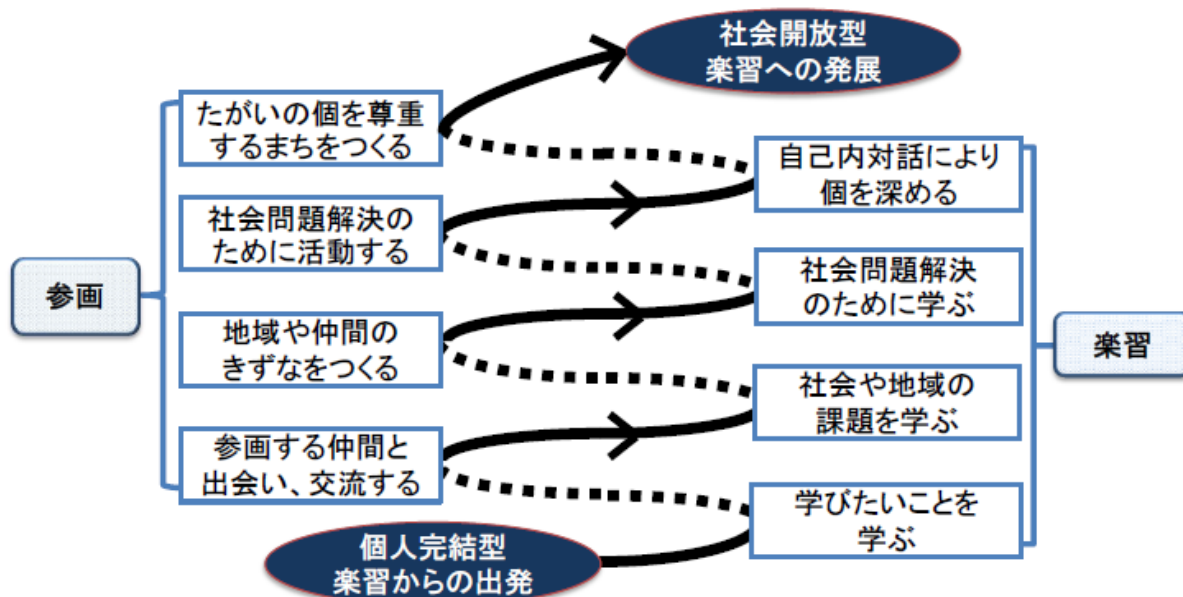 社会開放型
楽習への発展
たがいの個を尊重
するまちをつくる
自己内対話により
個を深める
社会問題解決の
ために活動する
社会問題解決
のために学ぶ
参画
地域や仲間の
きずなをつくる
楽習
社会や地域の
課題を学ぶ
参画する仲間と
出会い、交流する
学びたいことを
学ぶ
個人完結型
楽習からの出発